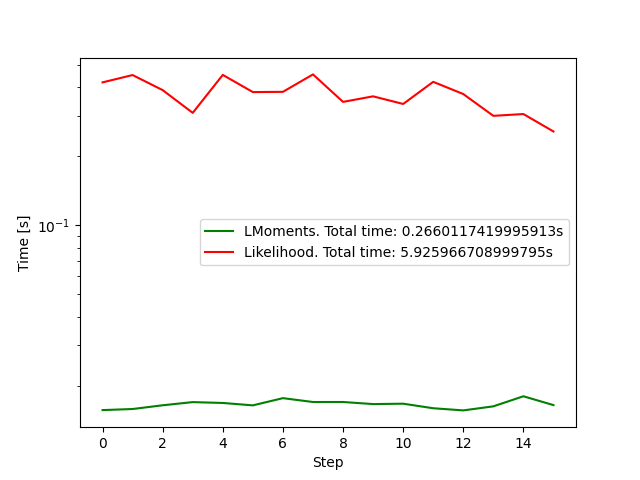 Time [s]
10⁻¹
LMoments. Total time: 0.2660117419995913s
Likelihood. Total time: 5.925966708999795s
0 2 4 6 8 10 12 14
Step